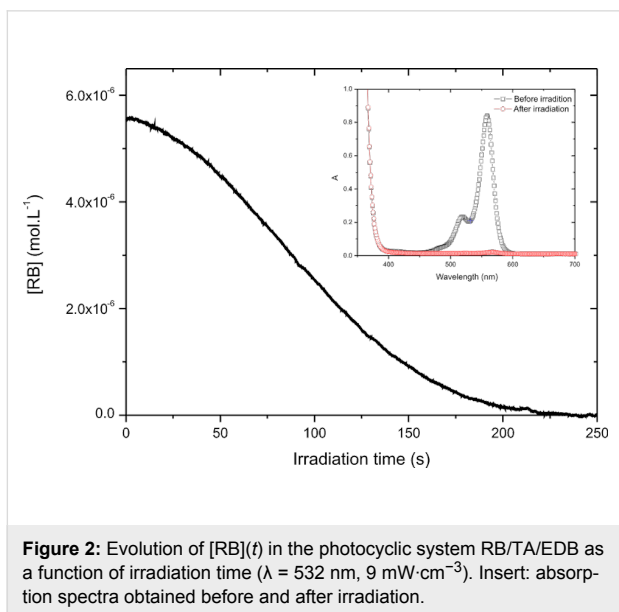 6.0x10⁻⁶
4.0x10⁻⁶
2.0x10⁻⁶
0.0
[RB] (mol.L⁻¹)
0 50 100 150 200 250
Irradiation time (s)
1.0
0.8
0.6
0.4
0.2
0.0
A
Before irradition
After irradiation
400 500 600 700
Wavelength (nm)
Figure 2: Evolution of [RB](t) in the photocyclic system RB/TA/EDB as
a function of irradiation time (λ = 532 nm, 9 mW·cm⁻³). Insert: absorp-
tion spectra obtained before and after irradiation.